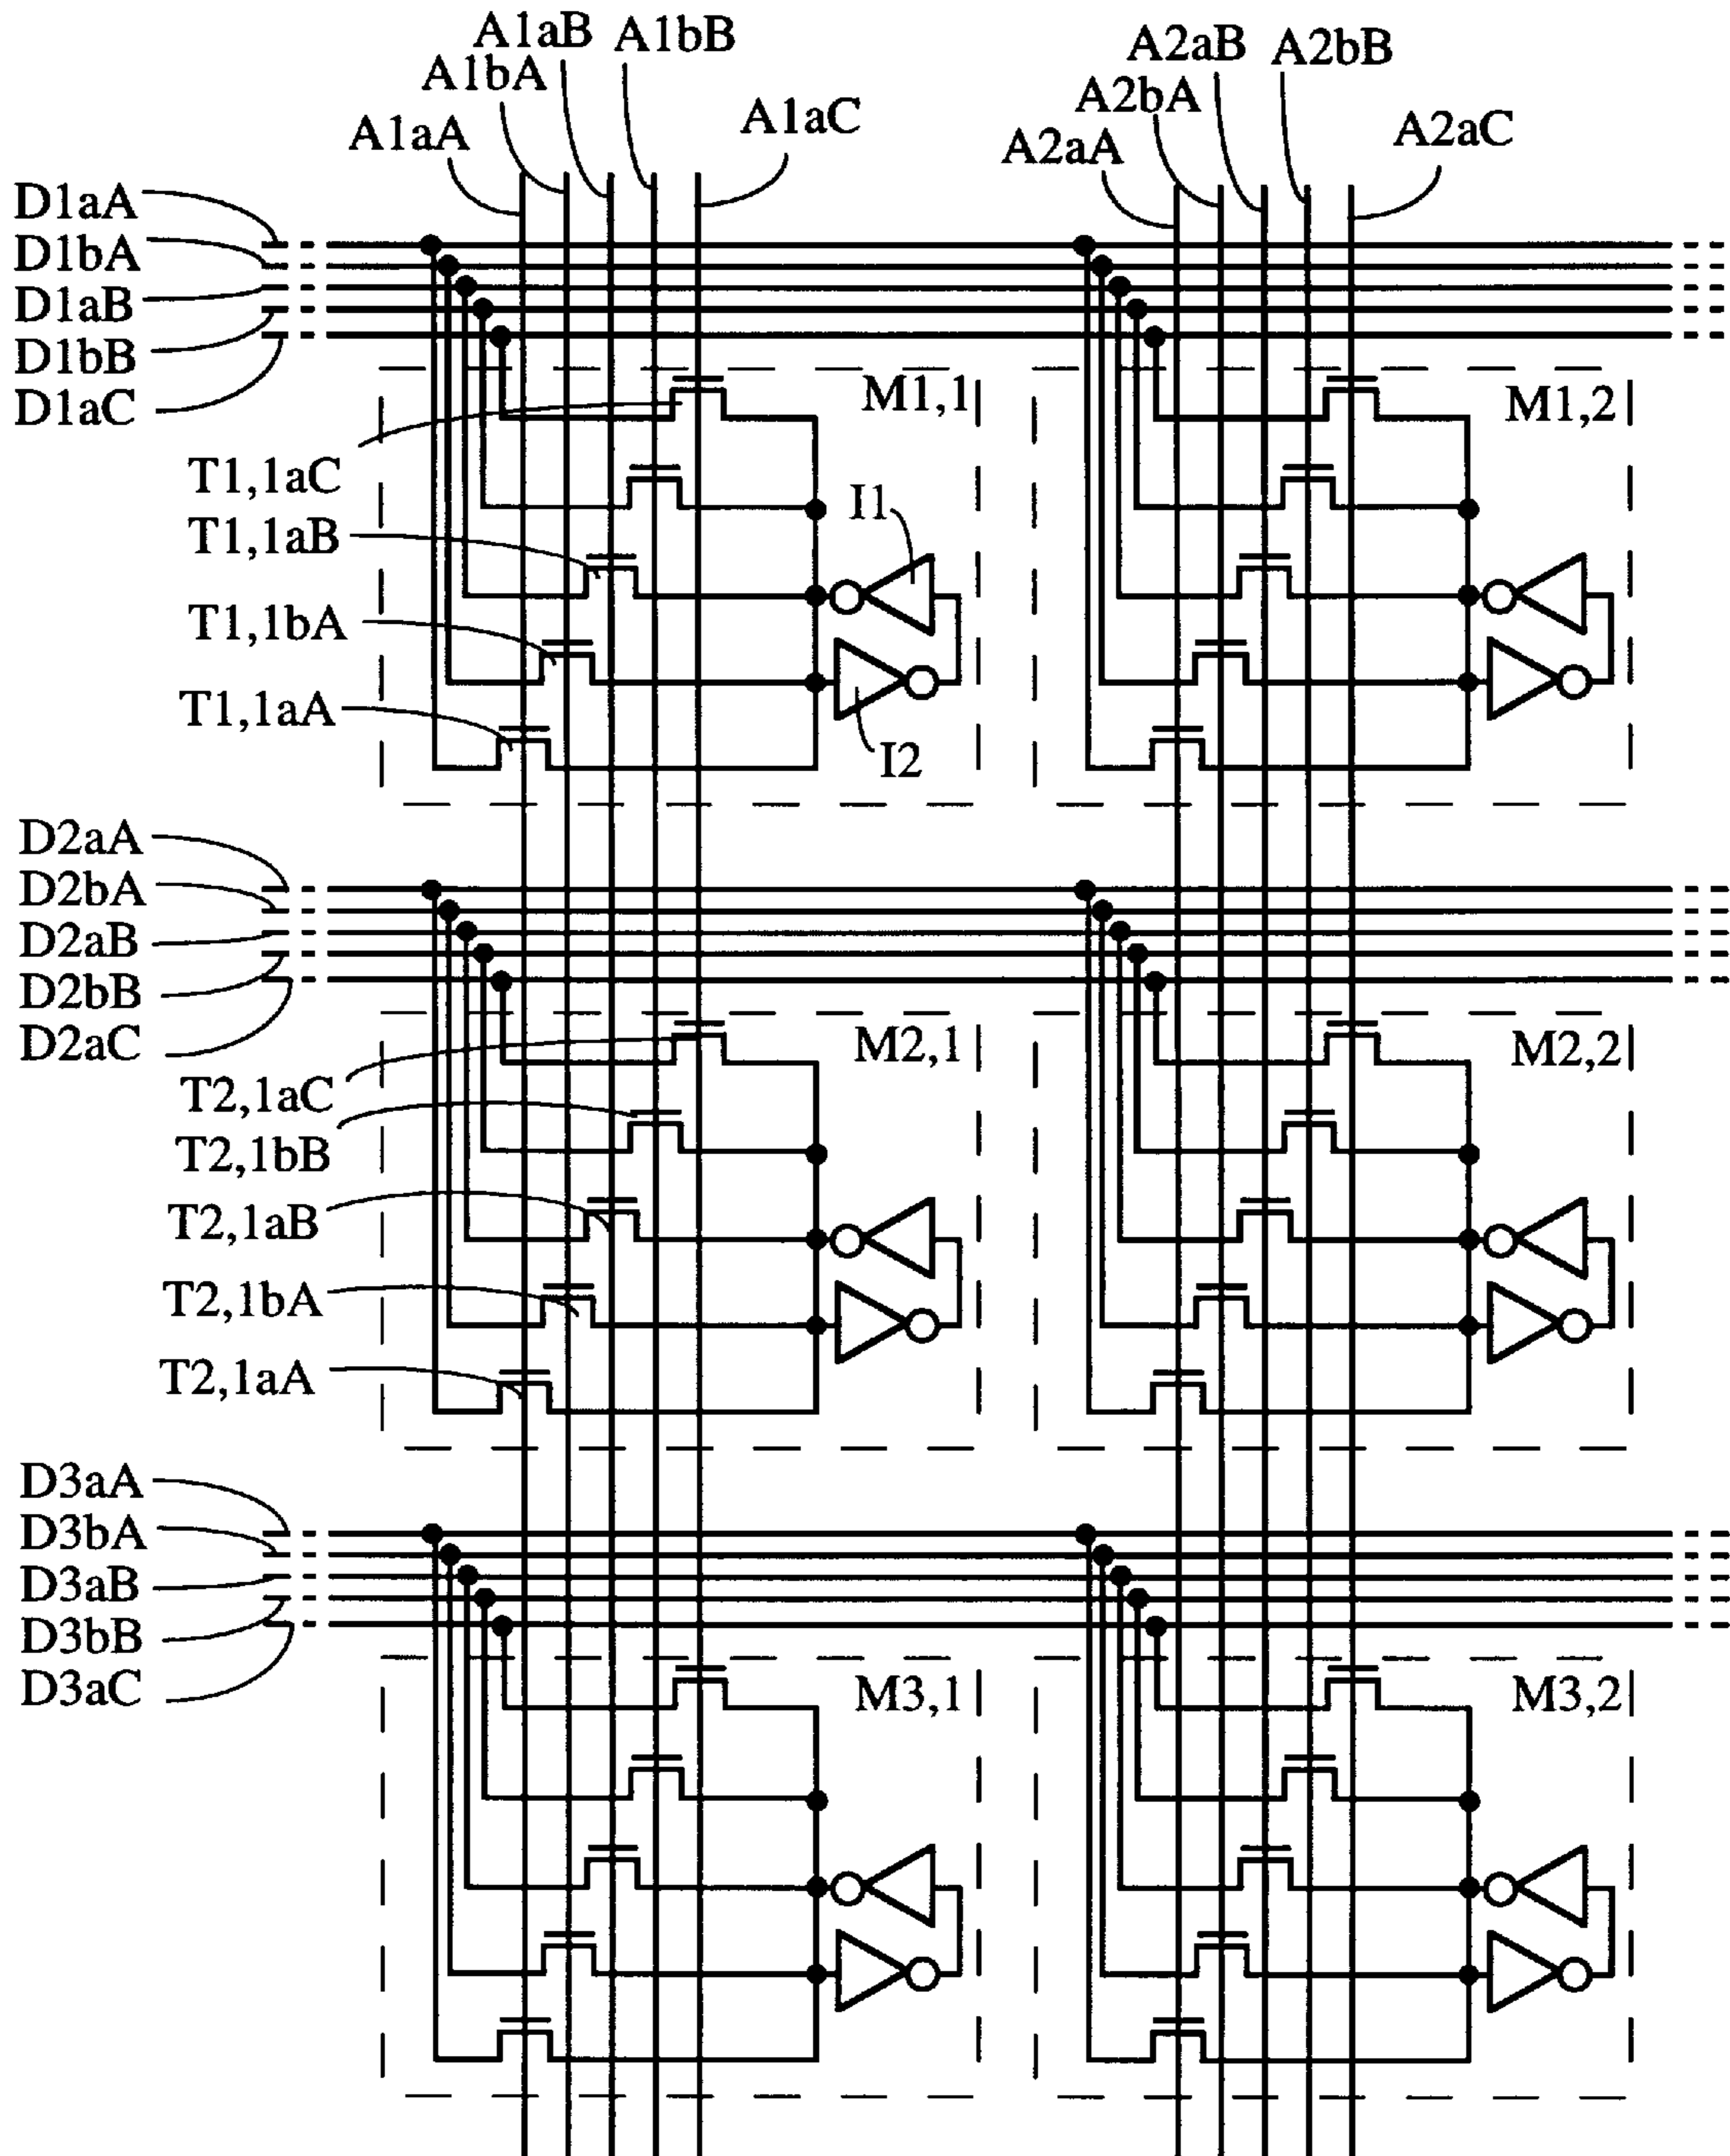 A1aB A1bB
A1bA
A1aA
A1aC
A2aB A2bB
A2bA
A2aA
A2aC
D1aA
D1bA
D1aB
D1bB
D1aC
M1,1
M1,2
T1,1aC
I1
T1,1aB
T1,1bA
T1,1aA
I2
D2aA
D2bA
D2aB
D2bB
D2aC
M2,1
M2,2
T2,1aC
T2,1bB
T2,1aB
T2,1bA
T2,1aA
D3aA
D3bA
D3aB
D3bB
D3aC
M3,1
M3,2